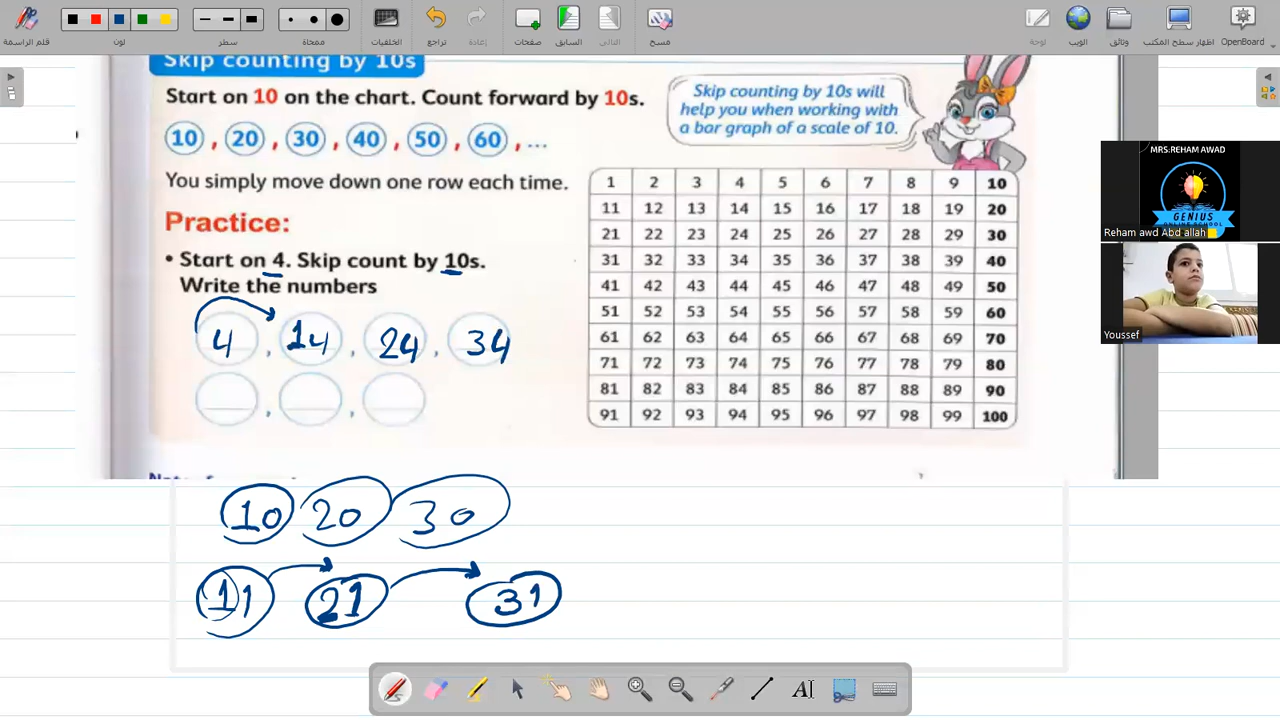 قلم الراسمة
لون
سطر
ممحاة
الخلفيات
تراجع
إعادة
صفحات
السابق
التالي
مسح
لوحة
الويب
وثائق
اظهار سطح المكتب
OpenBoard
Skip counting by 10s
Start on 10 on the chart. Count forward by 10s.
10 , 20 , 30 , 40 , 50 , 60 , ...
You simply move down one row each time.
Skip counting by 10s will
help you when working with
a bar graph of a scale of 10.
Practice:
• Start on 4. Skip count by 10s.
Write the numbers
4 , 14 , 24 , 34
1 2 3 4 5 6 7 8 9 10
11 12 13 14 15 16 17 18 19 20
21 22 23 24 25 26 27 28 29 30
31 32 33 34 35 36 37 38 39 40
41 42 43 44 45 46 47 48 49 50
51 52 53 54 55 56 57 58 59 60
61 62 63 64 65 66 67 68 69 70
71 72 73 74 75 76 77 78 79 80
81 82 83 84 85 86 87 88 89 90
91 92 93 94 95 96 97 98 99 100
10 20 30
11 21 31
MRS.REHAM AWAD
GENIUS
ONLINE SCHOOL
Reham awd Abd allah
Youssef